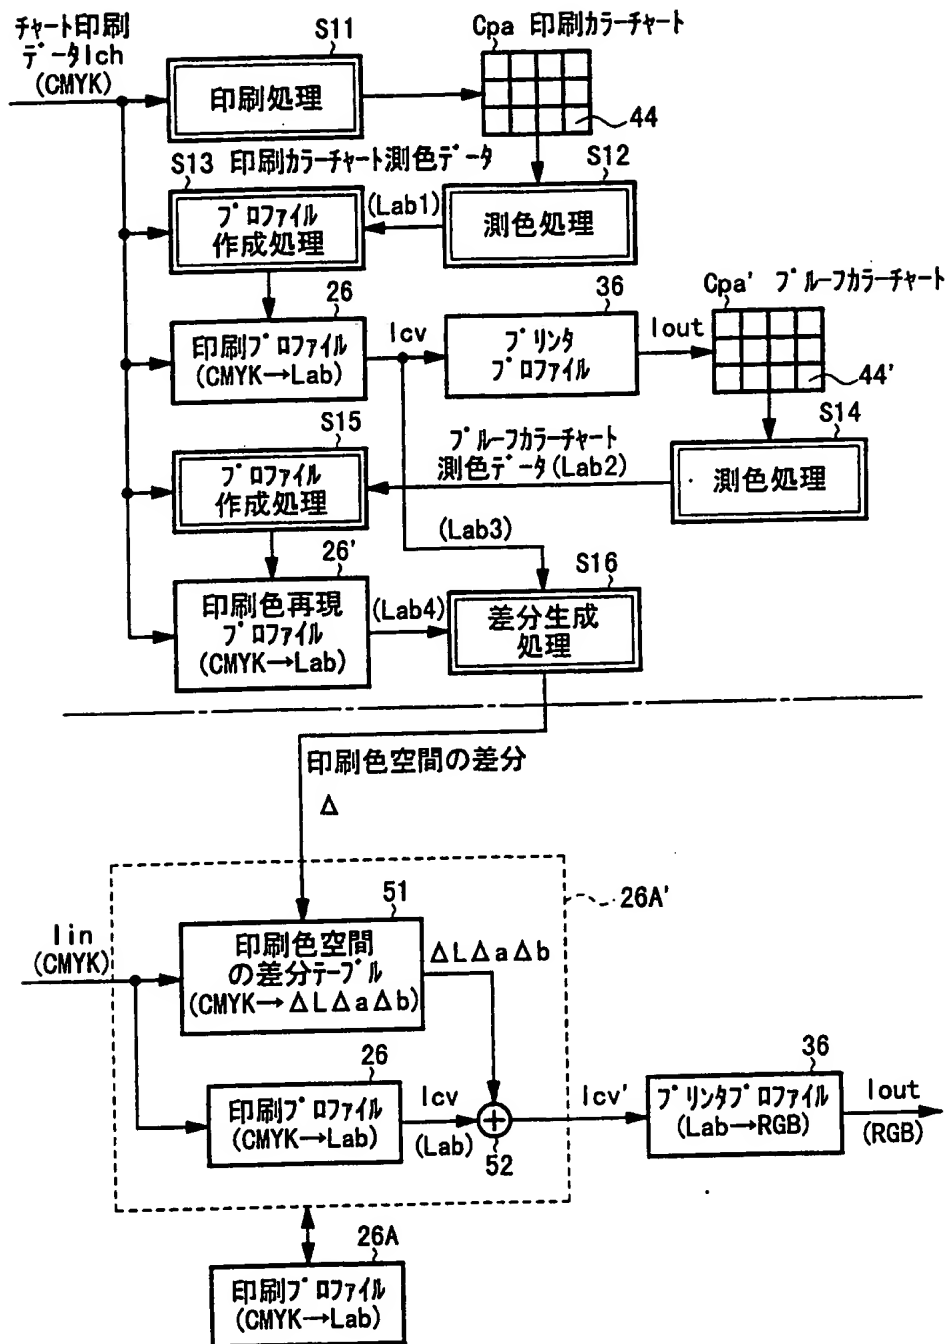 チャート印刷
データIch
(CMYK)
S11
印刷処理
Cpa 印刷カラーチャート
44
S13 印刷カラーチャート測色データ
S12
プロファイル
作成処理
(Lab1)
測色処理
26
印刷プロファイル
(CMYK→Lab)
Icv
36
プリンタ
プロファイル
Iout
Cpa' プルーフカラーチャート
44'
S15
プロファイル
作成処理
プルーフカラーチャート
測色データ(Lab2)
S14
測色処理
(Lab3)
26'
印刷色再現
プロファイル
(CMYK→Lab)
(Lab4)
S16
差分生成
処理
印刷色空間の差分
Δ
26A'
Iin
(CMYK)
51
印刷色空間
の差分テーブル
(CMYK→ΔLΔaΔb)
ΔLΔaΔb
26
印刷プロファイル
(CMYK→Lab)
Icv
(Lab)
52
Icv'
36
プリンタプロファイル
(Lab→RGB)
Iout
(RGB)
26A
印刷プロファイル
(CMYK→Lab)